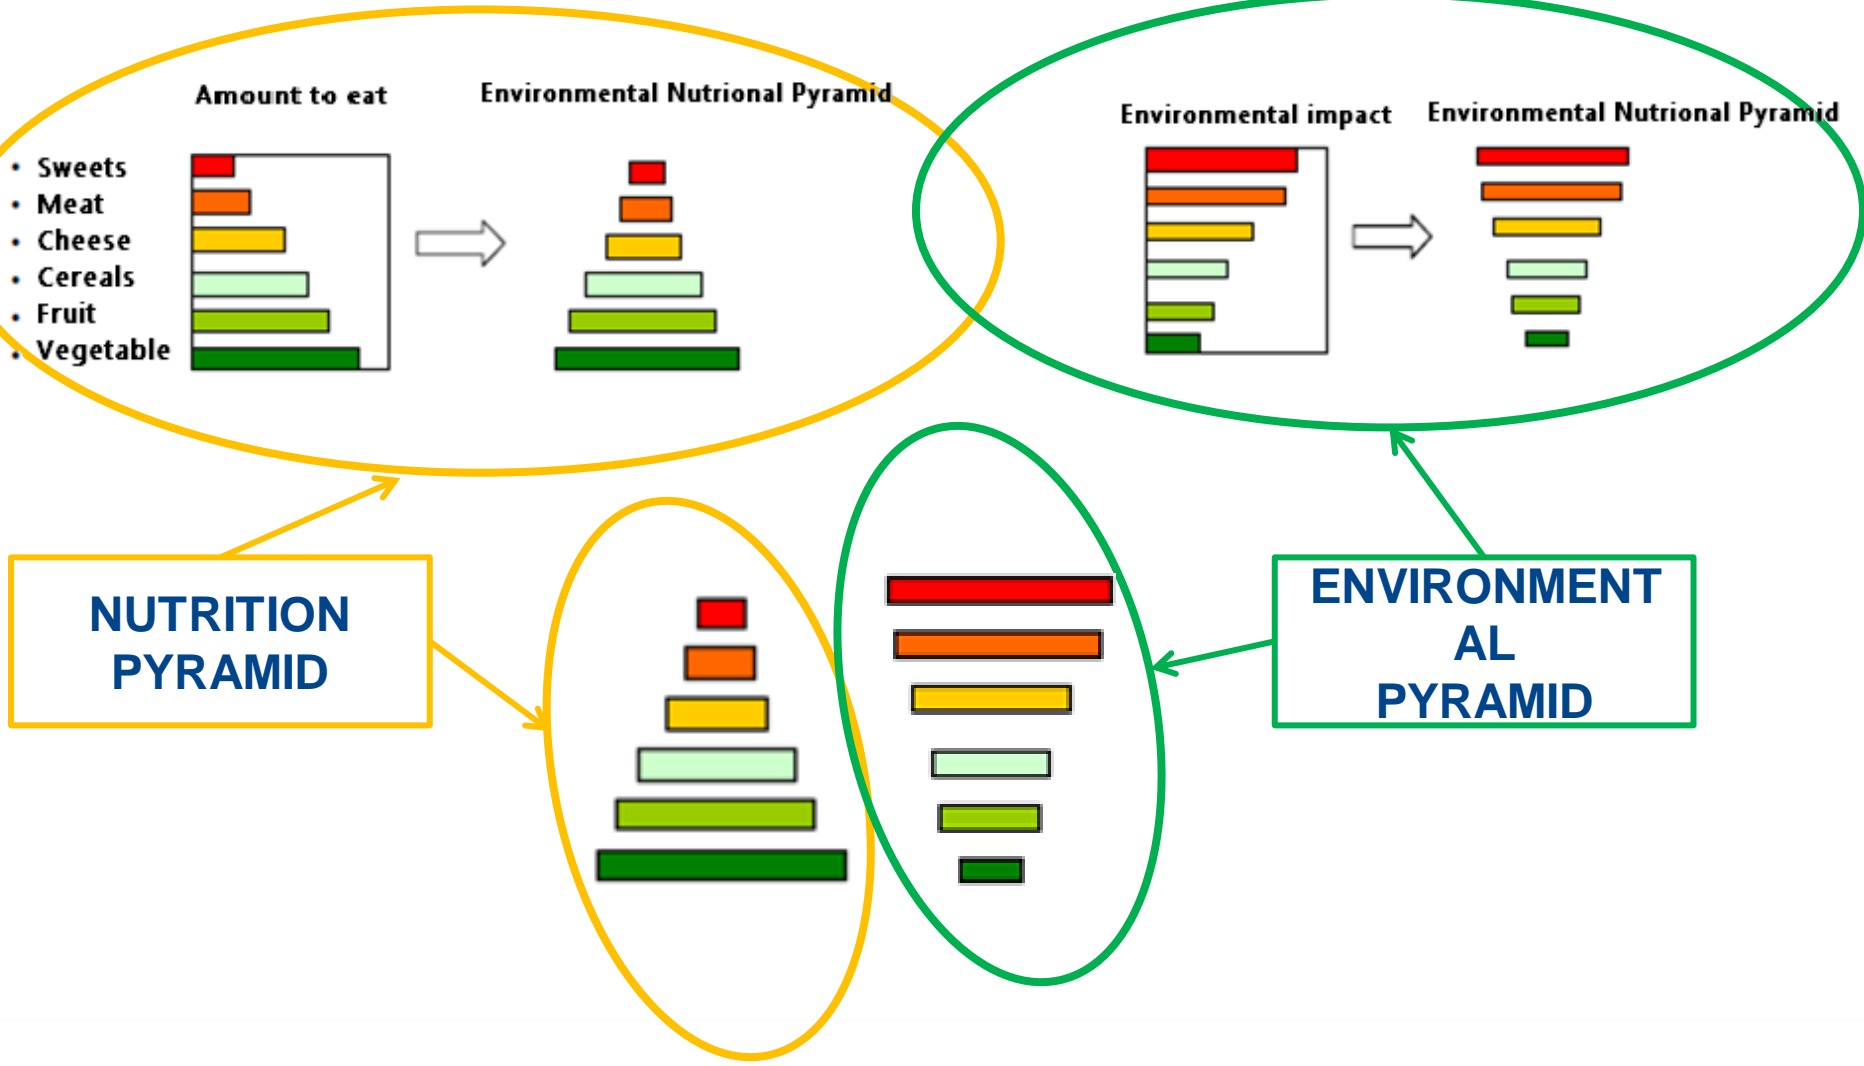 Amount to eat
Environmental Nutrional Pyramid
• Sweets
• Meat
• Cheese
• Cereals
• Fruit
• Vegetable
Environmental impact
Environmental Nutrional Pyramid
NUTRITION
PYRAMID
ENVIRONMENT
AL
PYRAMID